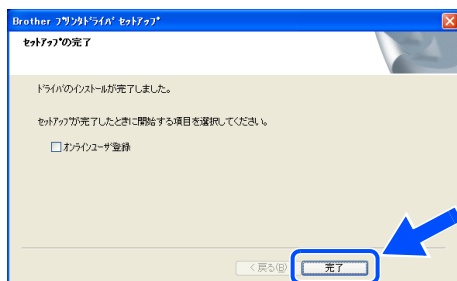 Brother ﾌﾟﾘﾝﾀﾄﾞﾗｲﾊﾞ ｾｯﾄｱｯﾌﾟ
ｾｯﾄｱｯﾌﾟの完了
ﾄﾞﾗｲﾊﾞのｲﾝｽﾄｰﾙが完了しました。
ｾｯﾄｱｯﾌﾟが完了したときに開始する項目を選択してください。
ｵﾝﾗｲﾝﾕｰｻﾞ登録
< 戻る(B)
完了